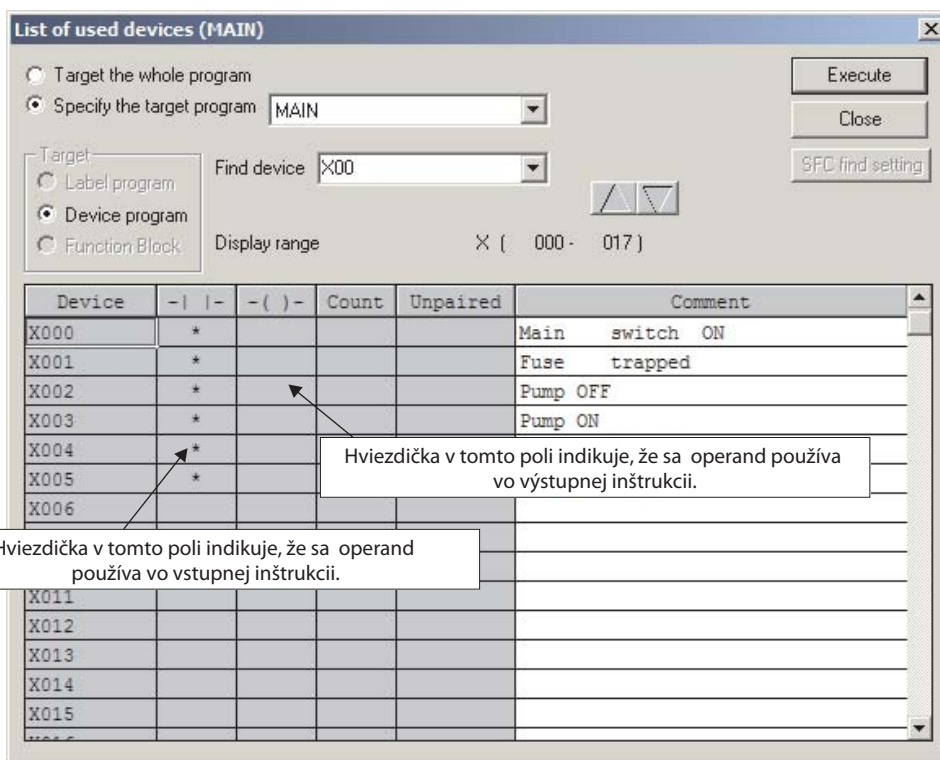 List of used devices (MAIN)
Target the whole program
Execute
Specify the target program MAIN
Close
Target
Find device X00
SFC find setting
Label program
Device program
Function Block
Display range X ( 000 - 017 )
Device -| |- -( )- Count Unpaired Comment
X000 * Main switch ON
X001 * Fuse trapped
X002 * Pump OFF
X003 * Pump ON
X004 *
Hviezdička v tomto poli indikuje, že sa operand používa
vo výstupnej inštrukcii.
X005 *
X006
Hviezdička v tomto poli indikuje, že sa operand
používa vo vstupnej inštrukcii.
X011
X012
X013
X014
X015